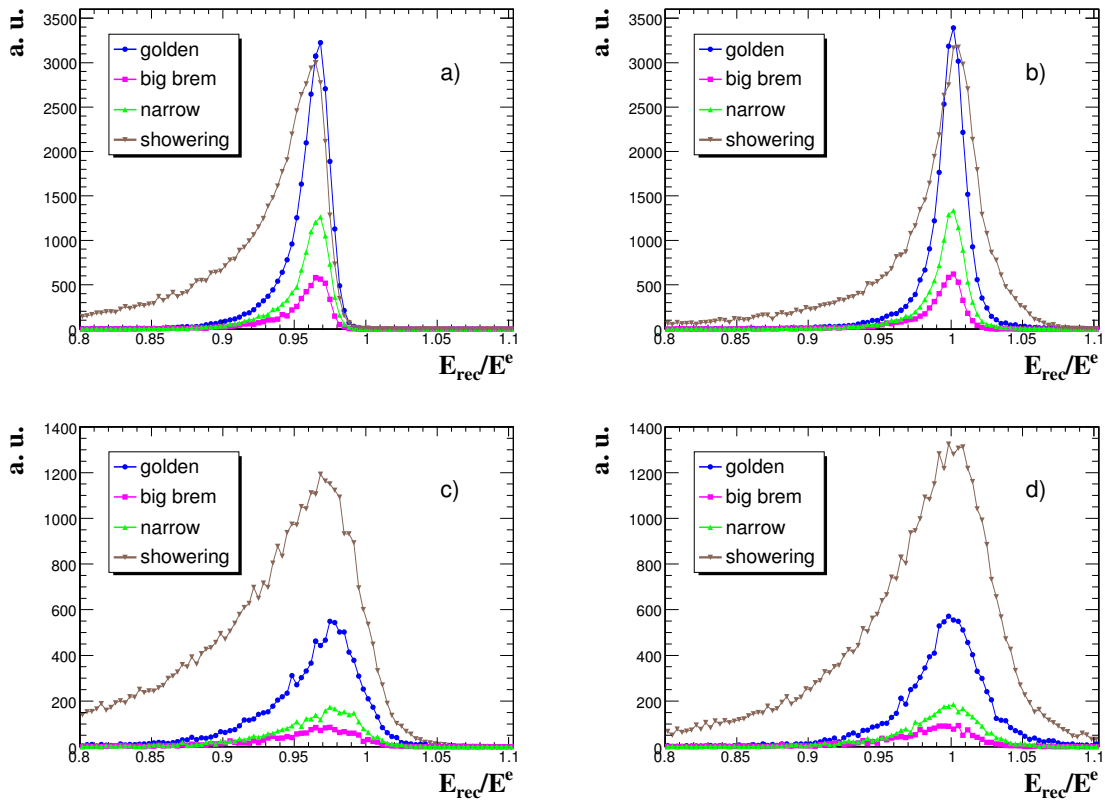 a. u.
3500
3000
2500
2000
1500
1000
500
0
golden
big brem
narrow
showering
a)
0.8 0.85 0.9 0.95 1 1.05 1.1
E_rec/E^e
a. u.
3500
3000
2500
2000
1500
1000
500
0
golden
big brem
narrow
showering
b)
0.8 0.85 0.9 0.95 1 1.05 1.1
E_rec/E^e
a. u.
1400
1200
1000
800
600
400
200
0
golden
big brem
narrow
showering
c)
0.8 0.85 0.9 0.95 1 1.05 1.1
E_rec/E^e
a. u.
1400
1200
1000
800
600
400
200
0
golden
big brem
narrow
showering
d)
0.8 0.85 0.9 0.95 1 1.05 1.1
E_rec/E^e